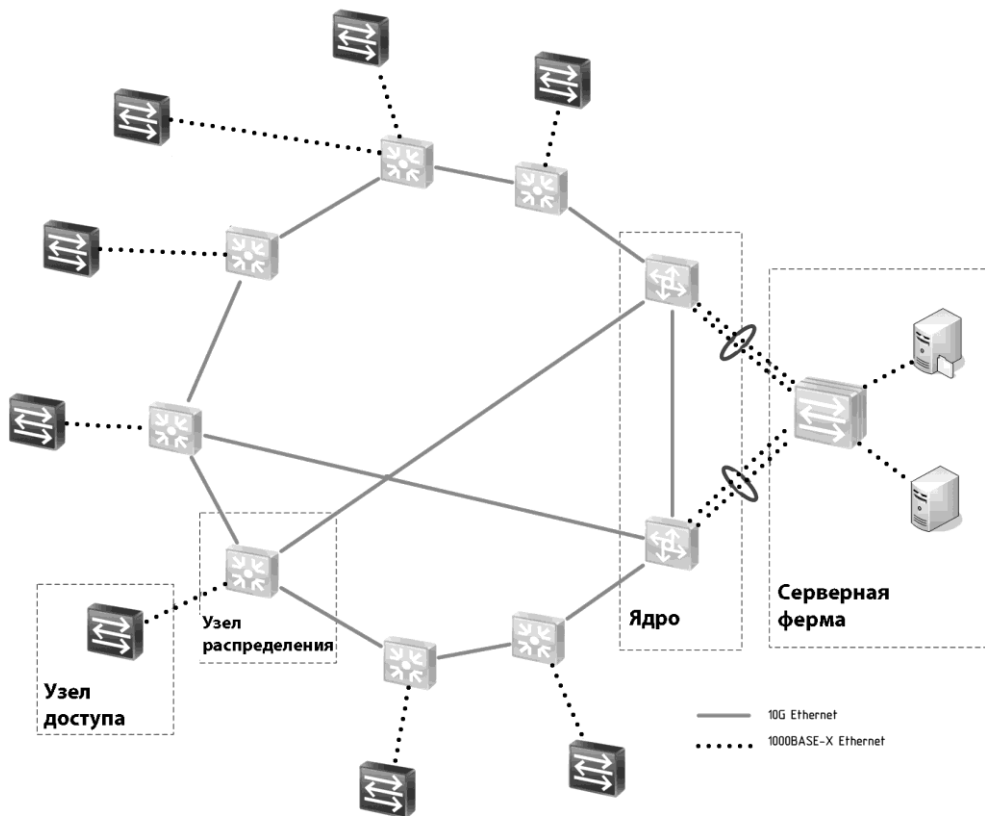 Узел
распределения
Узел
доступа
Ядро
Серверная
ферма
10G Ethernet
1000BASE-X Ethernet